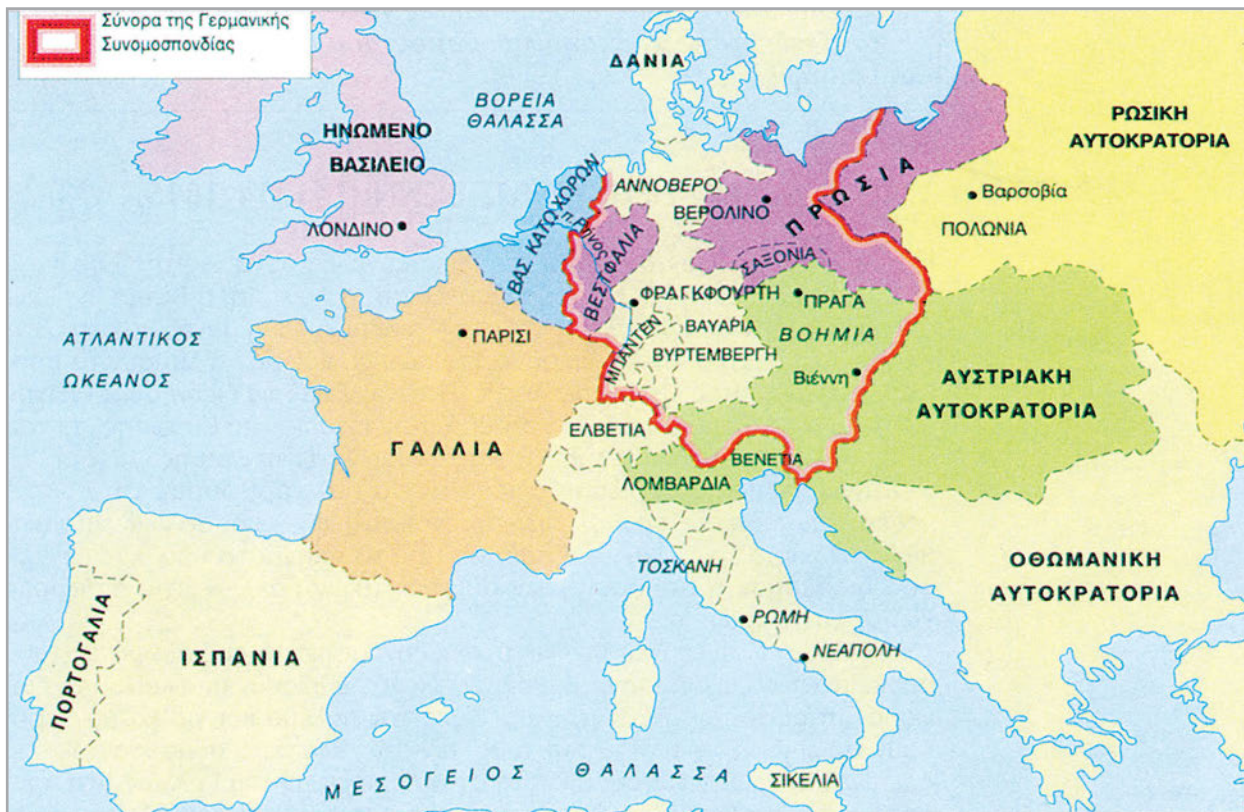 Σύνορα της Γερμανικής
Συνομοσπονδίας
ΔΑΝΙΑ
ΒΟΡΕΙΑ
ΘΑΛΑΣΣΑ
ΡΩΣΙΚΗ
ΑΥΤΟΚΡΑΤΟΡΙΑ
ΗΝΩΜΕΝΟ
ΒΑΣΙΛΕΙΟ
ΛΟΝΔΙΝΟ
ΒΑΣ. ΚΑΤΩ ΧΩΡΩΝ
π. Ρήνος
ΑΝΝΟΒΕΡΟ
ΒΕΡΟΛΙΝΟ
ΠΡΩΣΙΑ
Βαρσοβία
ΠΟΛΩΝΙΑ
ΒΕΣΤΦΑΛΙΑ
ΣΑΞΟΝΙΑ
ΦΡΑΓΚΦΟΥΡΤΗ
ΠΡΑΓΑ
ΑΤΛΑΝΤΙΚΟΣ
ΩΚΕΑΝΟΣ
ΠΑΡΙΣΙ
ΜΠΑΝΤΕΝ
ΒΑΥΑΡΙΑ
ΒΟΗΜΙΑ
ΒΥΡΤΕΜΒΕΡΓΗ
Βιέννη
ΑΥΣΤΡΙΑΚΗ
ΑΥΤΟΚΡΑΤΟΡΙΑ
ΓΑΛΛΙΑ
ΕΛΒΕΤΙΑ
ΒΕΝΕΤΙΑ
ΛΟΜΒΑΡΔΙΑ
ΤΟΣΚΑΝΗ
ΟΘΩΜΑΝΙΚΗ
ΑΥΤΟΚΡΑΤΟΡΙΑ
ΡΩΜΗ
ΝΕΑΠΟΛΗ
ΠΟΡΤΟΓΑΛΙΑ
ΙΣΠΑΝΙΑ
ΜΕΣΟΓΕΙΟΣ ΘΑΛΑΣΣΑ
ΣΙΚΕΛΙΑ